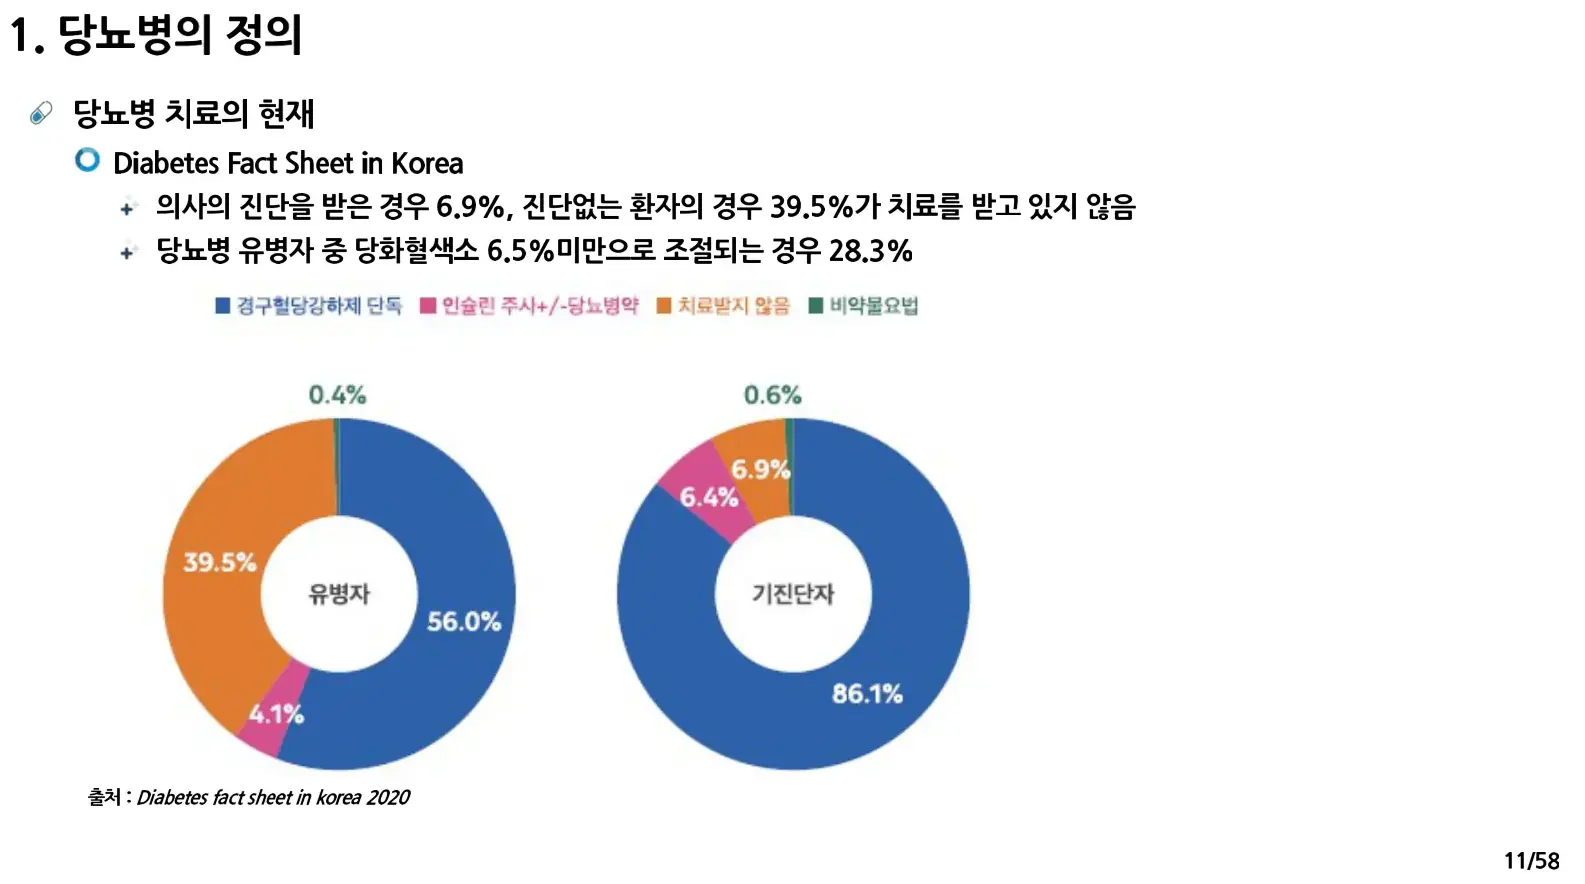 1. 당뇨병의 정의
당뇨병 치료의 현재
Diabetes Fact Sheet in Korea
의사의 진단을 받은 경우 6.9%, 진단없는 환자의 경우 39.5%가 치료를 받고 있지 않음
당뇨병 유병자 중 당화혈색소 6.5%미만으로 조절되는 경우 28.3%
경구혈당강하제 단독 인슐린 주사+/-당뇨병약 치료받지 않음 비약물요법
0.4%
39.5%
유병자
56.0%
4.1%
0.6%
6.9%
6.4%
기진단자
86.1%
출처 : Diabetes fact sheet in korea 2020
11/58